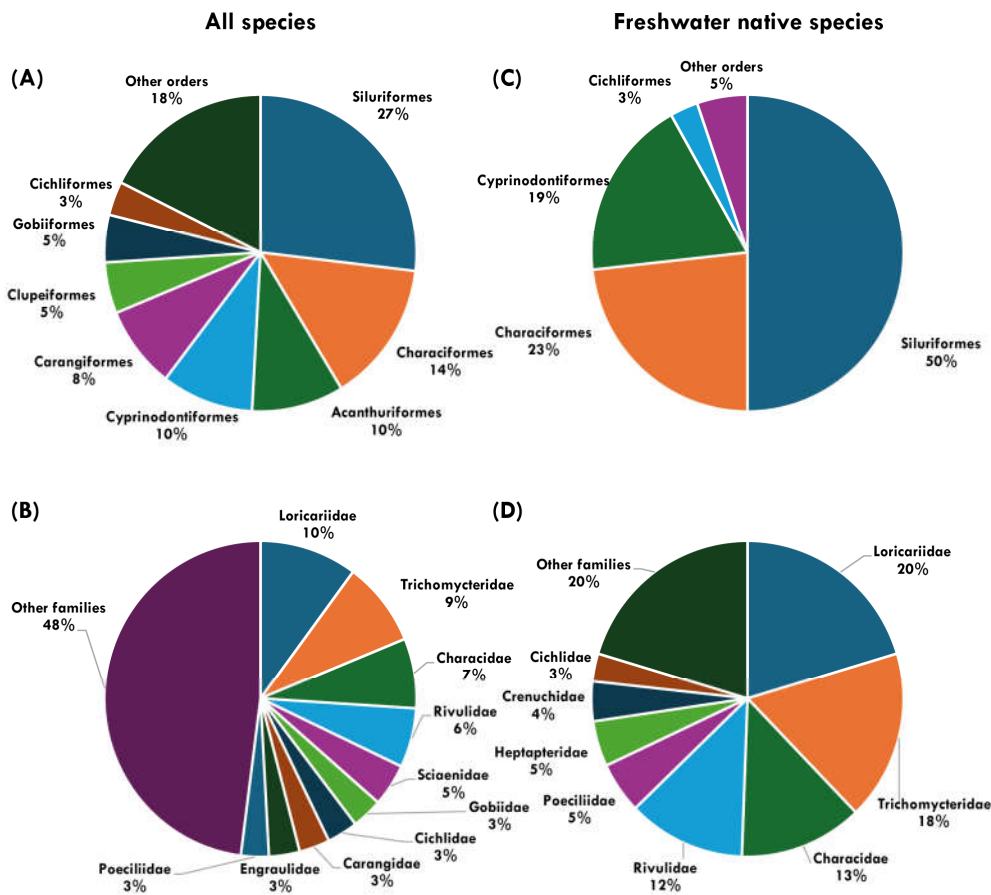 All species
Freshwater native species
(A)
Other orders
18%
Siluriformes
27%
Cichliformes
3%
Gobiiformes
5%
Clupeiformes
5%
Carangiformes
8%
Cyprinodontiformes
10%
Acanthuriformes
10%
Characiformes
14%
(C)
Cichliformes
3%
Other orders
5%
Cyprinodontiformes
19%
Characiformes
23%
Siluriformes
50%
(B)
Loricariidae
10%
Trichomycteridae
9%
Characidae
7%
Rivulidae
6%
Sciaenidae
5%
Gobiidae
3%
Cichlidae
3%
Carangidae
3%
Engraulidae
3%
Poeciliidae
3%
Other families
48%
(D)
Other families
20%
Loricariidae
20%
Cichlidae
3%
Crenuchidae
4%
Heptapteridae
5%
Poeciliidae
5%
Rivulidae
12%
Characidae
13%
Trichomycteridae
18%